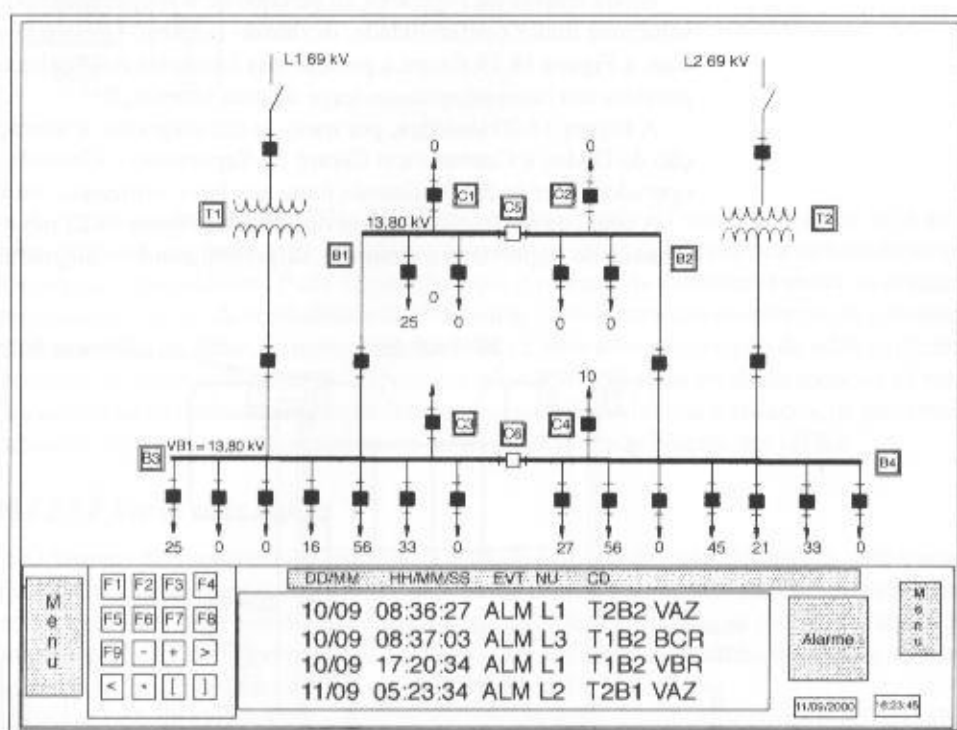 L1 69 kV
L2 69 kV
0
0
C1
C2
C5
T1
T2
13,80 kV
B1
B2
0
25
0
0
0
10
C3
C6
C4
VB1 = 13,80 kV
B3
B4
25 0 0 16 56 33 0 27 56 0 45 21 33 0
DD/MM HH/MM/SS EVT NU CD
Menu
F1 F2 F3 F4
F5 F6 F7 F8
F9 - + >
< * [ ]
10/09 08:36:27 ALM L1 T2B2 VAZ
10/09 08:37:03 ALM L3 T1B2 BCR
10/09 17:20:34 ALM L1 T1B2 VBR
11/09 05:23:34 ALM L2 T2B1 VAZ
Alarme
Menu
11/09/2000
16:23:45